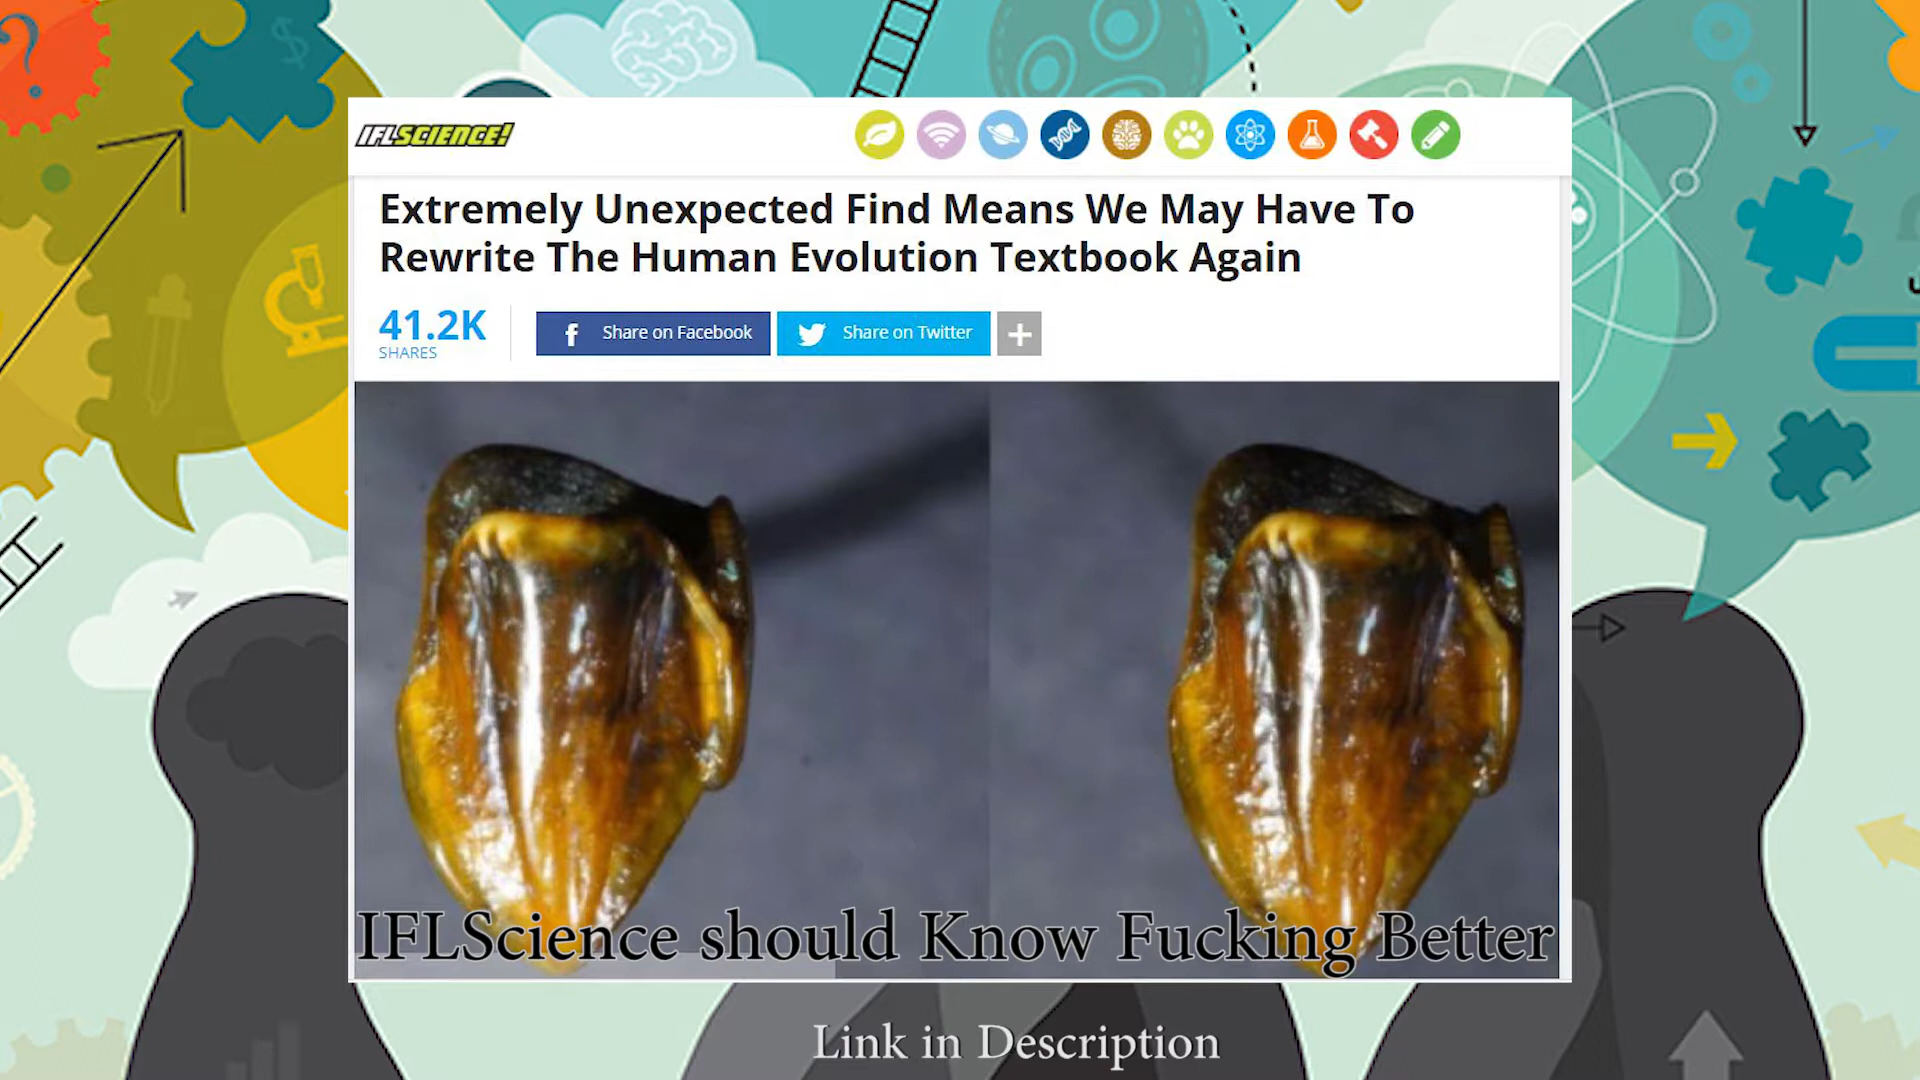 IFLSCIENCE!
Extremely Unexpected Find Means We May Have To
Rewrite The Human Evolution Textbook Again
41.2K
SHARES
Share on Facebook
Share on Twitter
IFLScience should Know Fucking Better
Link in Description